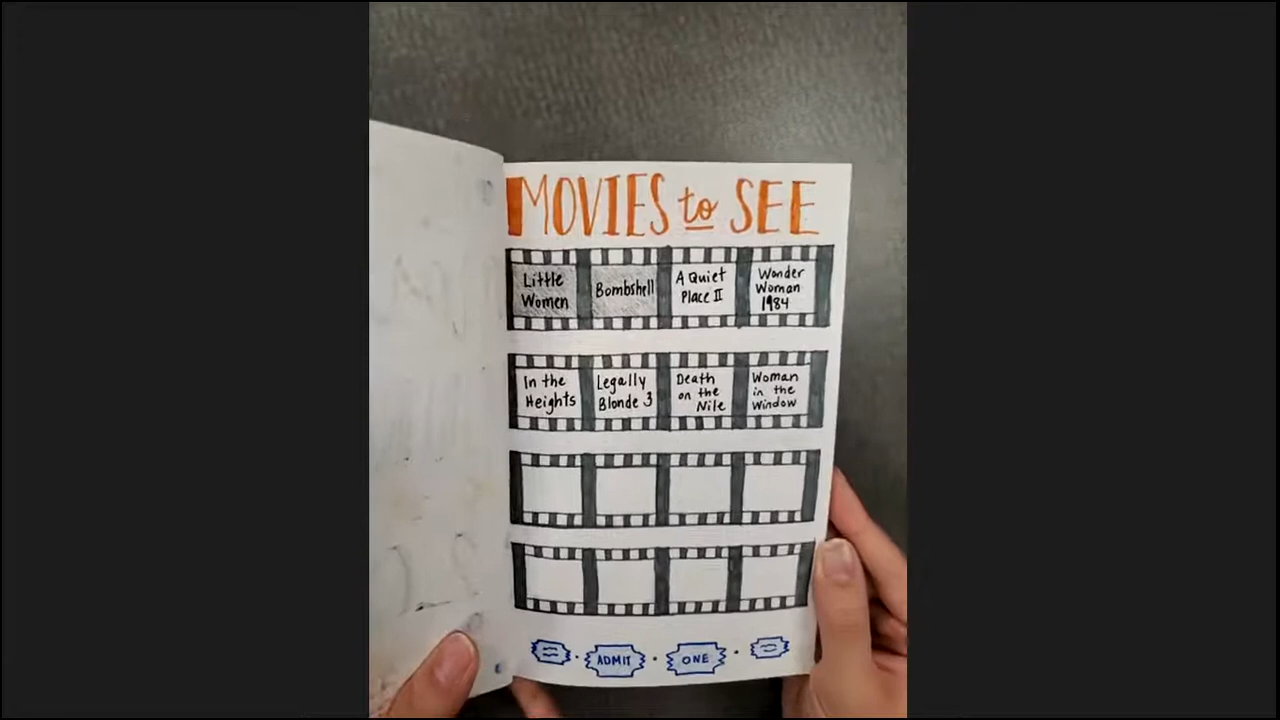 MOVIES to SEE
Little
Women
Bombshell
A Quiet
Place II
Wonder
Woman
1984
In the
Heights
Legally
Blonde 3
Death
on the
Nile
Woman
in the
Window
ADMIT
ONE